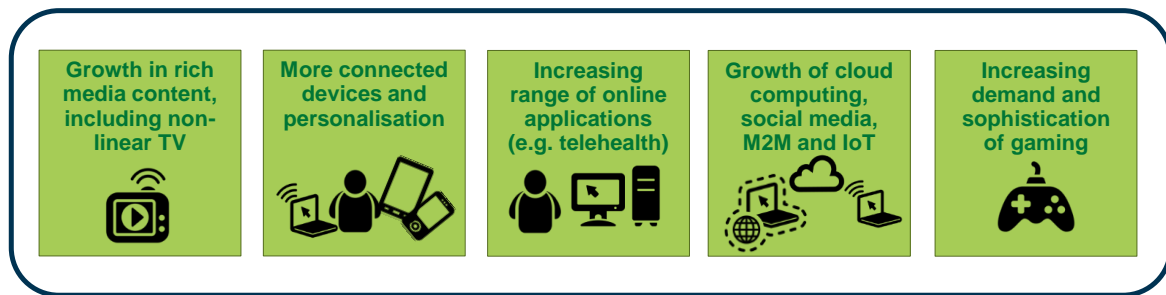 Growth in rich
media content,
including non-
linear TV
More connected
devices and
personalisation
Increasing
range of online
applications
(e.g. telehealth)
Growth of cloud
computing,
social media,
M2M and IoT
Increasing
demand and
sophistication
of gaming